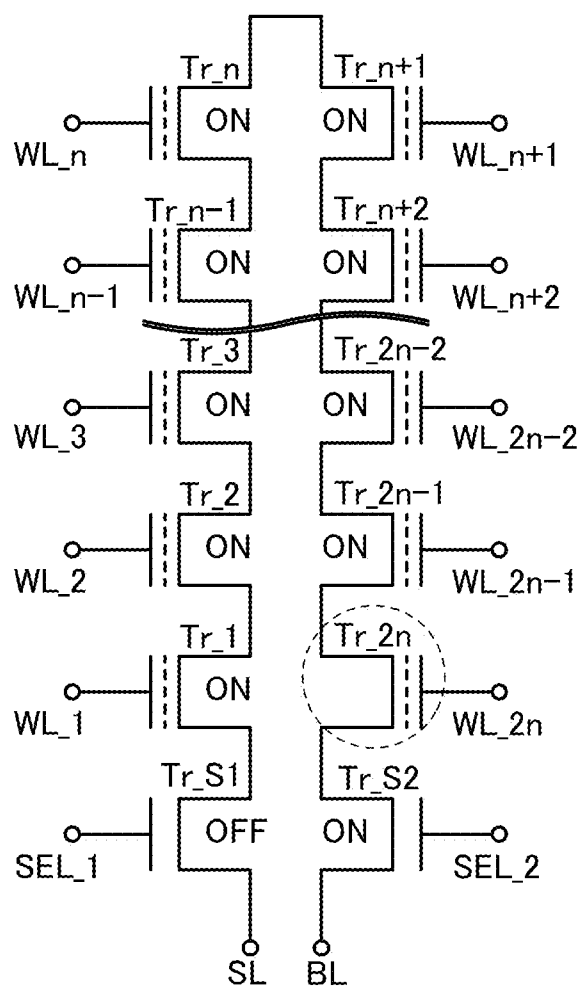 Tr_n Tr_n+1
ON ON
WL_n WL_n+1
Tr_n-1 Tr_n+2
ON ON
WL_n-1 WL_n+2
Tr_3 Tr_2n-2
ON ON
WL_3 WL_2n-2
Tr_2 Tr_2n-1
ON ON
WL_2 WL_2n-1
Tr_1 Tr_2n
ON
WL_1 WL_2n
Tr_S1 Tr_S2
OFF ON
SEL_1 SEL_2
SL BL